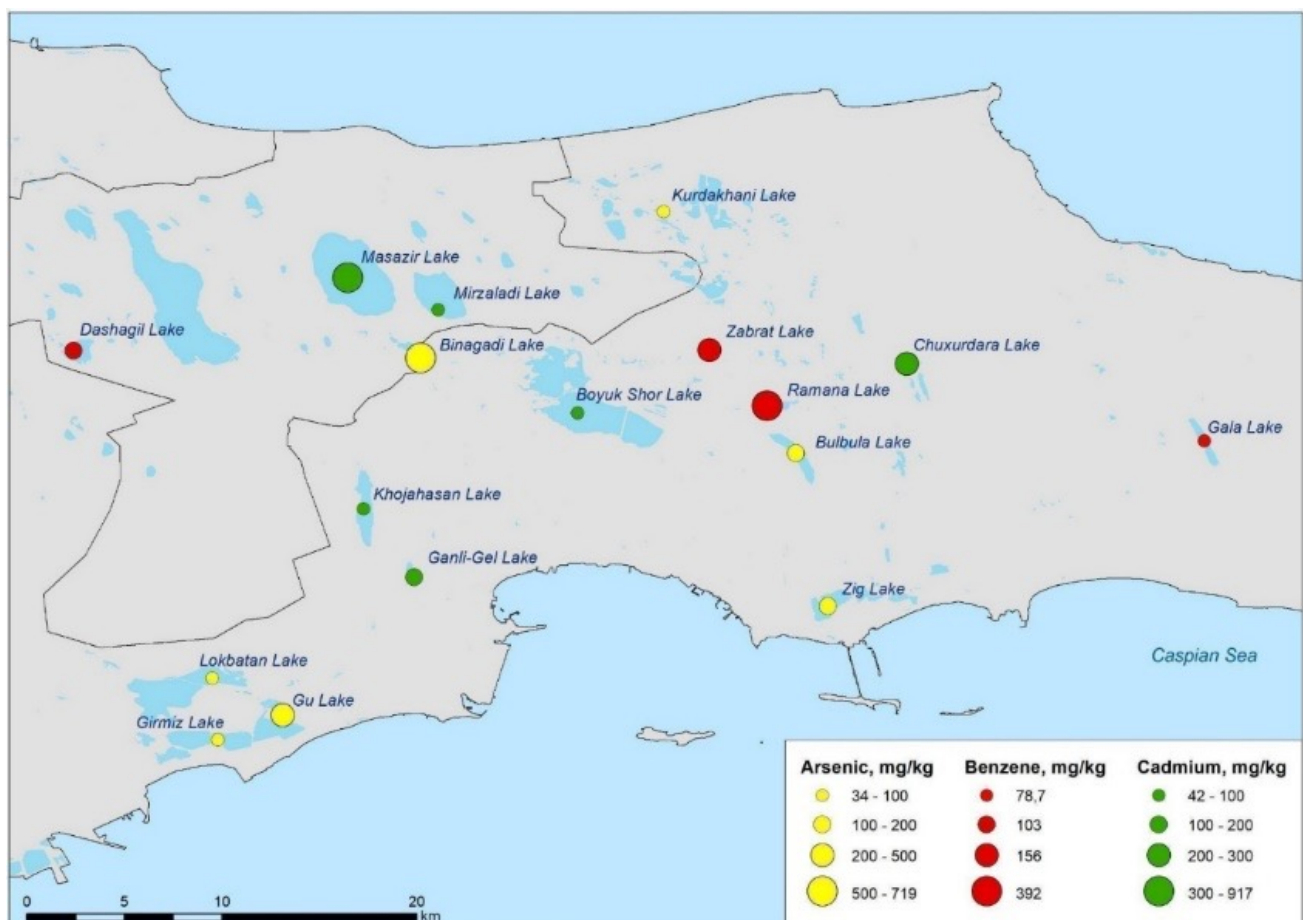 Kurdakhani Lake
Masazir Lake
Mirzaladi Lake
Dashagil Lake
Zabrat Lake
Binagadi Lake
Chuxurdara Lake
Boyuk Shor Lake
Ramana Lake
Gala Lake
Bulbula Lake
Khojahasan Lake
Ganli-Gel Lake
Zig Lake
Caspian Sea
Lokbatan Lake
Gu Lake
Girmiz Lake
Arsenic, mg/kg Benzene, mg/kg Cadmium, mg/kg
34 - 100 78,7 42 - 100
100 - 200 103 100 - 200
200 - 500 156 200 - 300
500 - 719 392 300 - 917
0 5 10 20
km